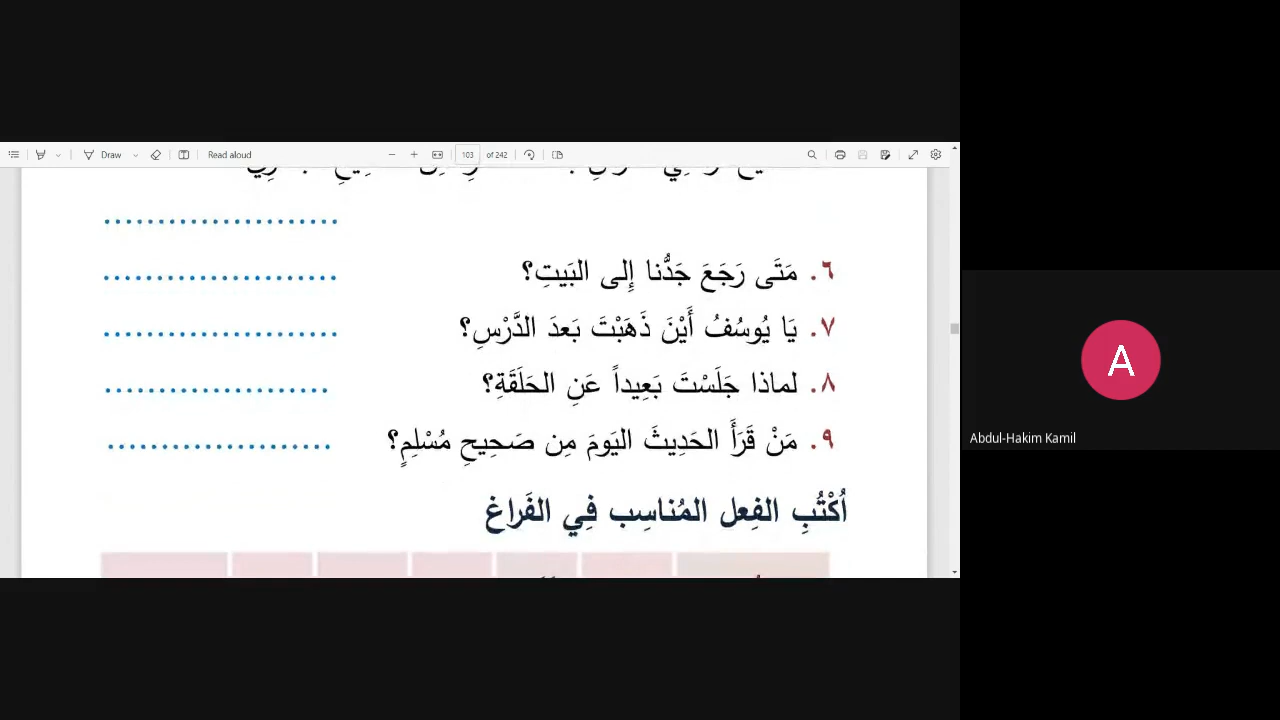 Draw
Read aloud
103 of 242
.....................
٦. مَتَى رَجَعَ جَدُّنا إِلى البَيتِ؟ .....................
٧. يَا يُوسُفُ أَيْنَ ذَهَبْتَ بَعدَ الدَّرْسِ؟ .....................
٨. لماذا جَلَسْتَ بَعِيداً عَنِ الحَلَقَةِ؟ .....................
٩. مَنْ قَرَأَ الحَدِيثَ اليَومَ مِن صَحِيحِ مُسْلِمٍ؟ .....................
أُكْتُبِ الفِعل المُناسِب فِي الفَراغ
A
Abdul-Hakim Kamil